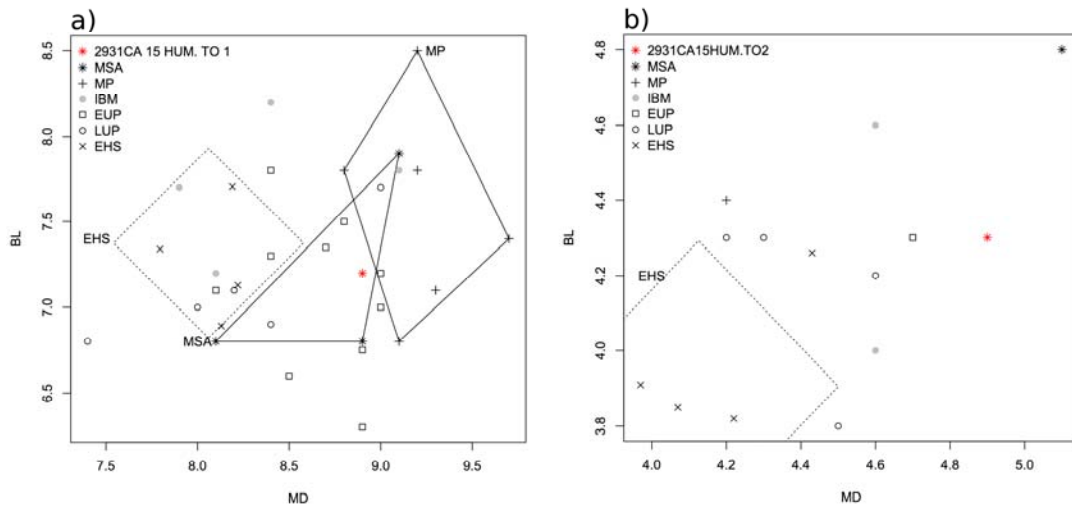 a)
2931CA 15 HUM. TO 1
MSA
MP
IBM
EUP
LUP
EHS
MP
EHS
MSA
8.5
8.0
7.5
7.0
6.5
BL
7.5 8.0 8.5 9.0 9.5
MD
b)
2931CA15HUM.TO2
MSA
MP
IBM
EUP
LUP
EHS
EHS
4.8
4.6
4.4
4.2
4.0
3.8
BL
4.0 4.2 4.4 4.6 4.8 5.0
MD